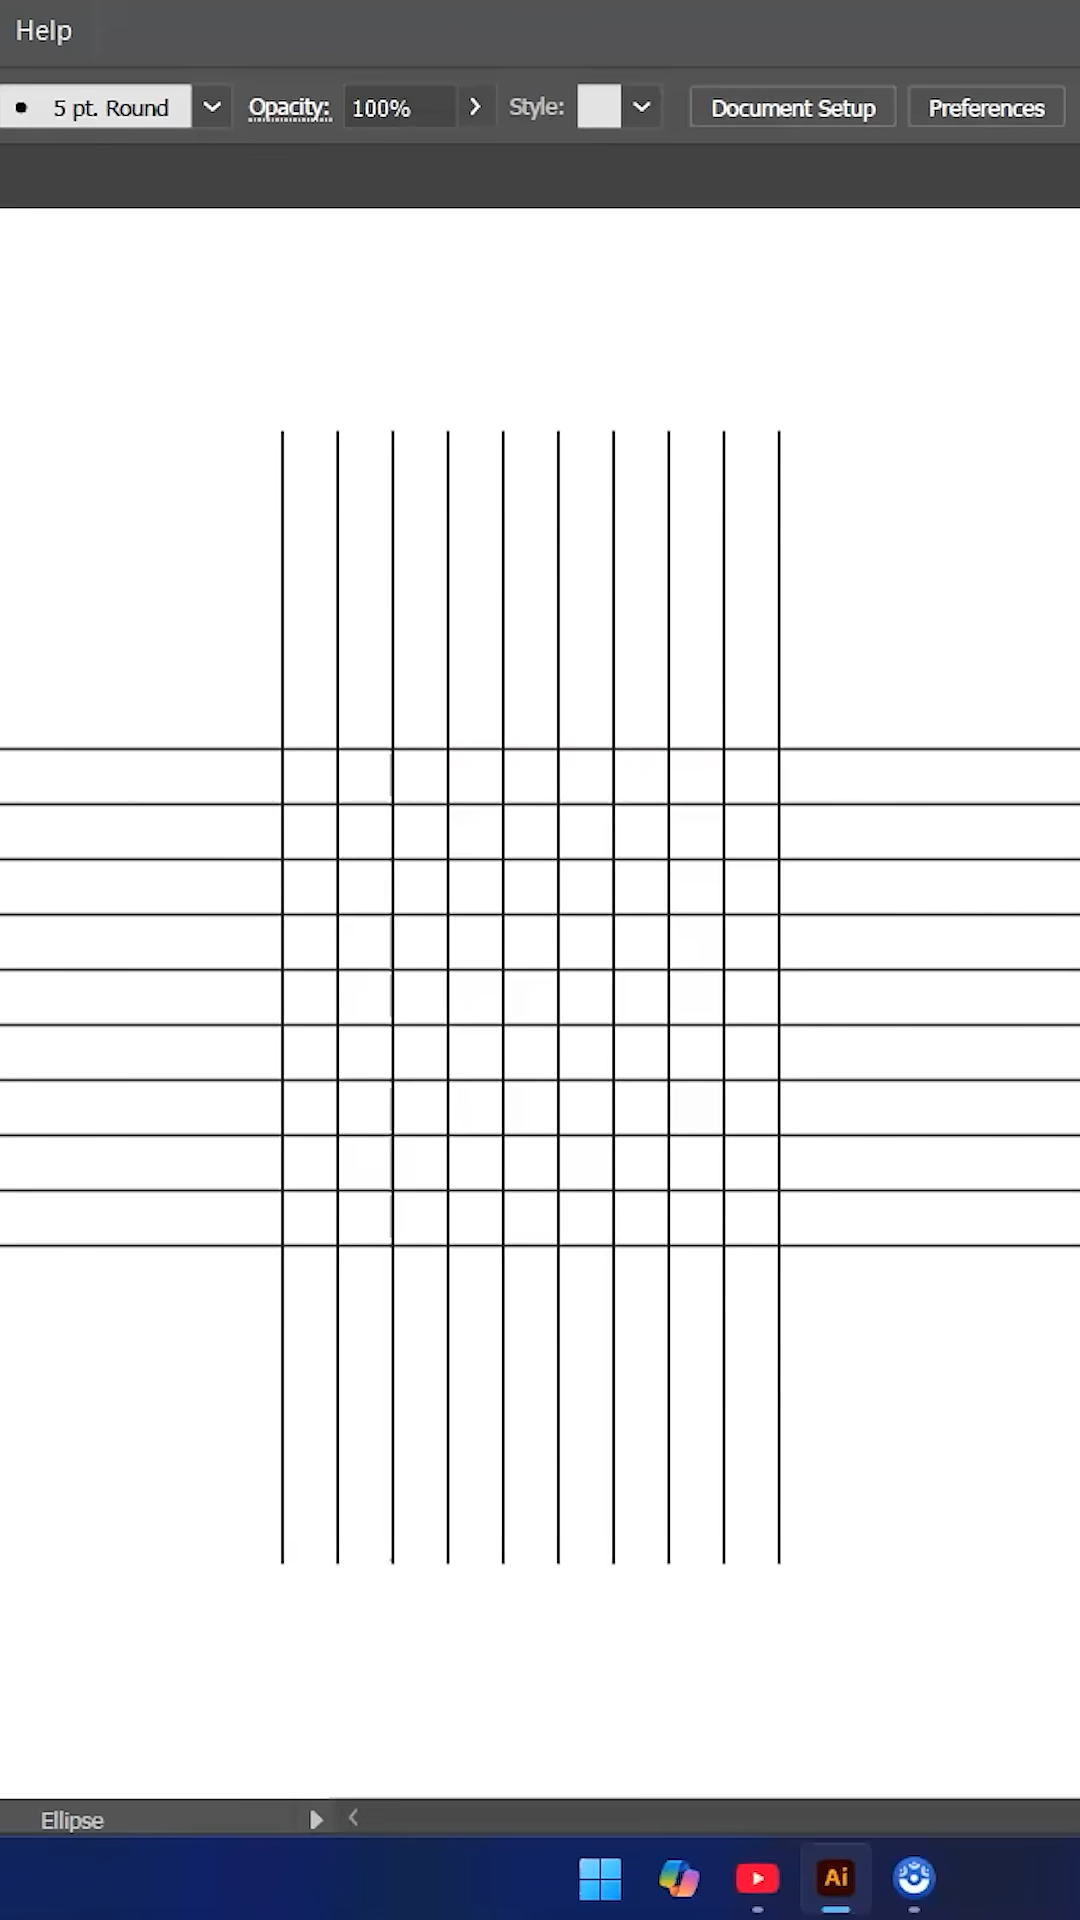 Help
5 pt. Round Opacity: 100% Style: Document Setup Preferences
Ellipse
Ai